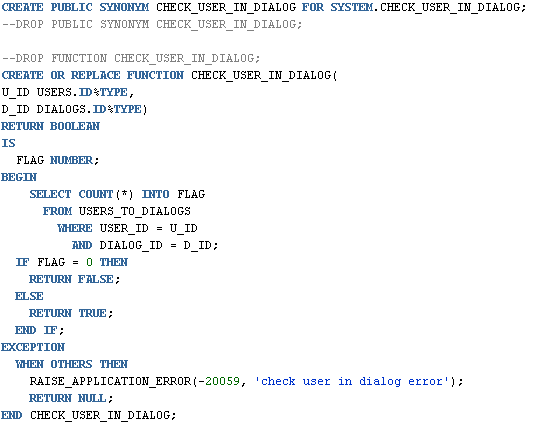 CREATE PUBLIC SYNONYM CHECK_USER_IN_DIALOG FOR SYSTEM.CHECK_USER_IN_DIALOG;
--DROP PUBLIC SYNONYM CHECK_USER_IN_DIALOG;

--DROP FUNCTION CHECK_USER_IN_DIALOG;
CREATE OR REPLACE FUNCTION CHECK_USER_IN_DIALOG(
U_ID USERS.ID%TYPE,
D_ID DIALOGS.ID%TYPE)
RETURN BOOLEAN
IS
  FLAG NUMBER;
BEGIN
    SELECT COUNT(*) INTO FLAG
      FROM USERS_TO_DIALOGS
        WHERE USER_ID = U_ID
          AND DIALOG_ID = D_ID;
  IF FLAG = 0 THEN
    RETURN FALSE;
  ELSE
    RETURN TRUE;
  END IF;
EXCEPTION
  WHEN OTHERS THEN
    RAISE_APPLICATION_ERROR(-20059, 'check user in dialog error');
    RETURN NULL;
END CHECK_USER_IN_DIALOG;